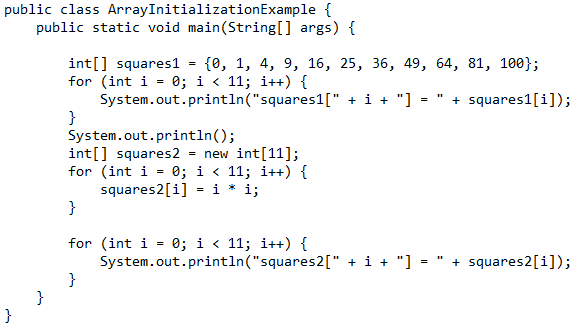 public class ArrayInitializationExample {
    public static void main(String[] args) {

        int[] squares1 = {0, 1, 4, 9, 16, 25, 36, 49, 64, 81, 100};
        for (int i = 0; i < 11; i++) {
            System.out.println("squares1[" + i + "] = " + squares1[i]);
        }
        System.out.println();
        int[] squares2 = new int[11];
        for (int i = 0; i < 11; i++) {
            squares2[i] = i * i;
        }

        for (int i = 0; i < 11; i++) {
            System.out.println("squares2[" + i + "] = " + squares2[i]);
        }
    }
}